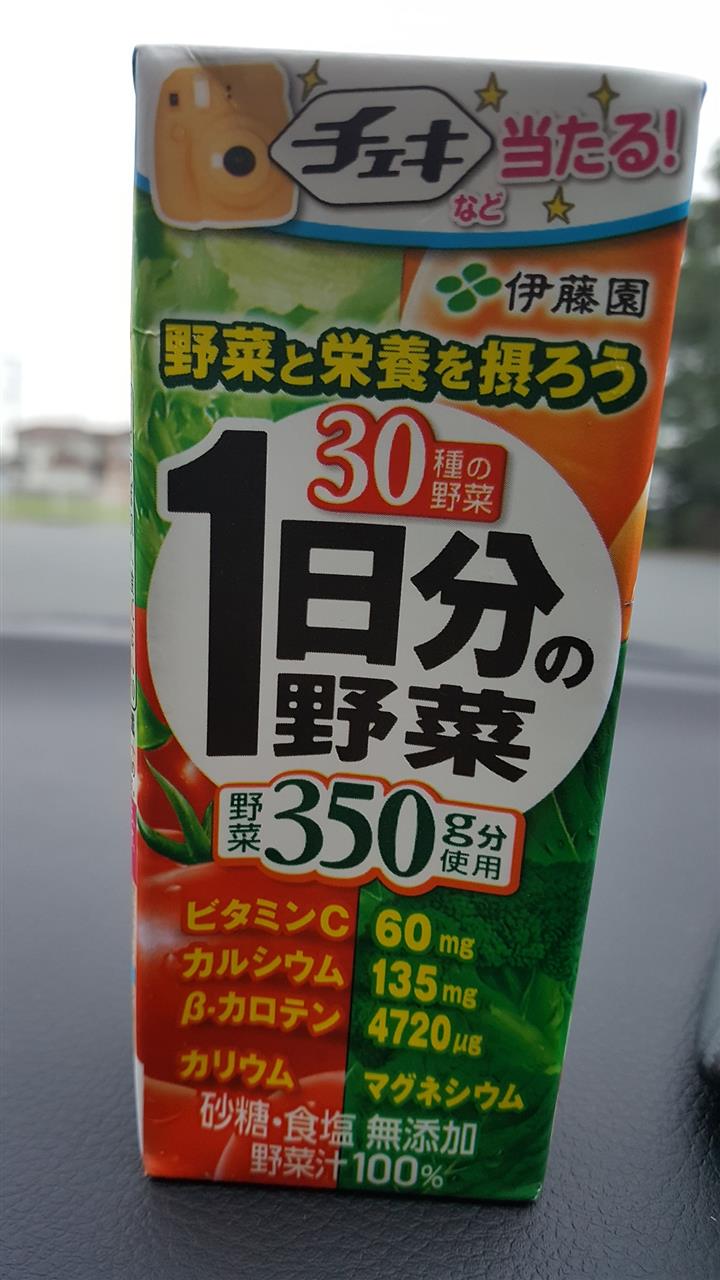 チェキ
など
当たる!
伊藤園
野菜と栄養を摂ろう
30種の野菜
1日分の
野菜
野菜350g分使用
ビタミンC 60mg
カルシウム 135mg
β-カロテン 4720μg
カリウム マグネシウム
砂糖・食塩 無添加
野菜汁100%